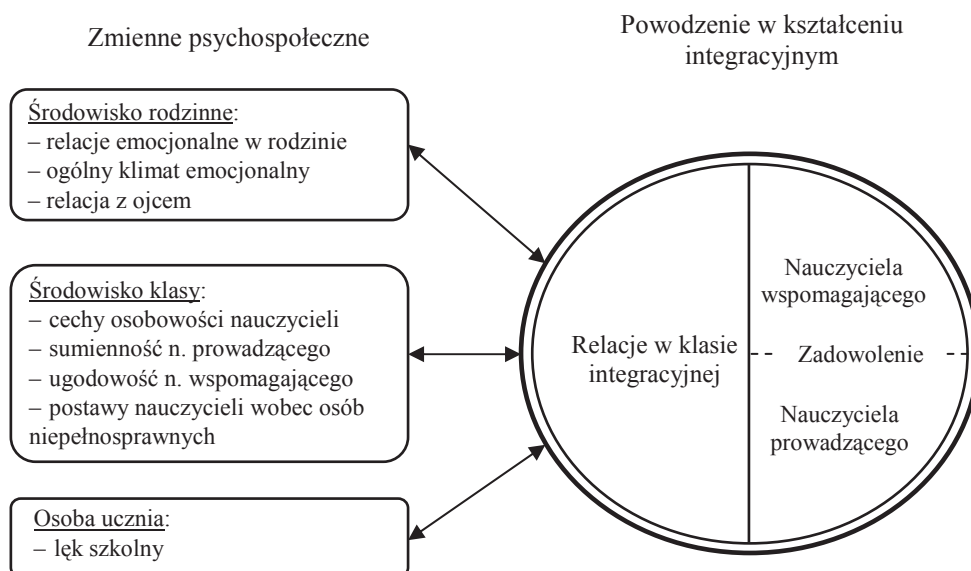 Zmienne psychospołeczne
Powodzenie w kształceniu
integracyjnym
Środowisko rodzinne:
– relacje emocjonalne w rodzinie
– ogólny klimat emocjonalny
– relacja z ojcem
Środowisko klasy:
– cechy osobowości nauczycieli
– sumienność n. prowadzącego
– ugodowość n. wspomagającego
– postawy nauczycieli wobec osób
niepełnosprawnych
Osoba ucznia:
– lęk szkolny
Relacje w klasie
integracyjnej
Nauczyciela
wspomagającego
Zadowolenie
Nauczyciela
prowadzącego